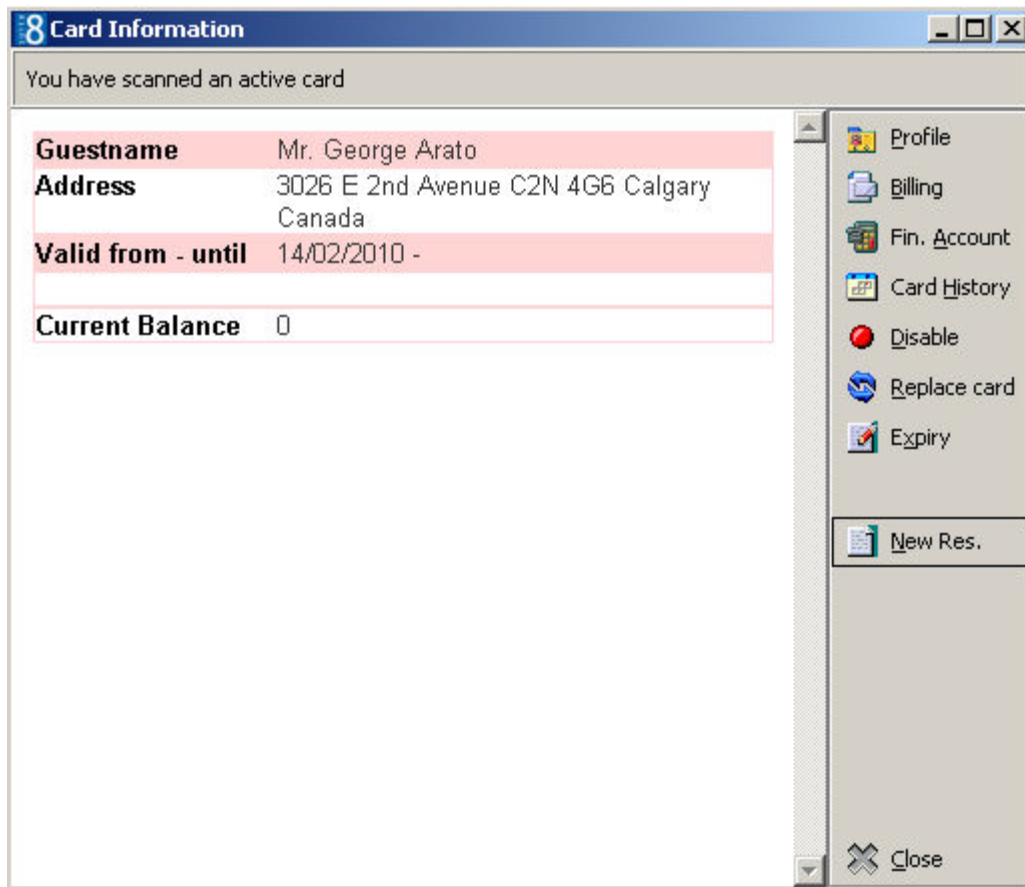 8 Card Information
You have scanned an active card
Guestname Mr. George Arato
Address 3026 E 2nd Avenue C2N 4G6 Calgary
Canada
Valid from - until 14/02/2010 -
Current Balance 0
Profile
Billing
Fin. Account
Card History
Disable
Replace card
Expiry
New Res.
Close